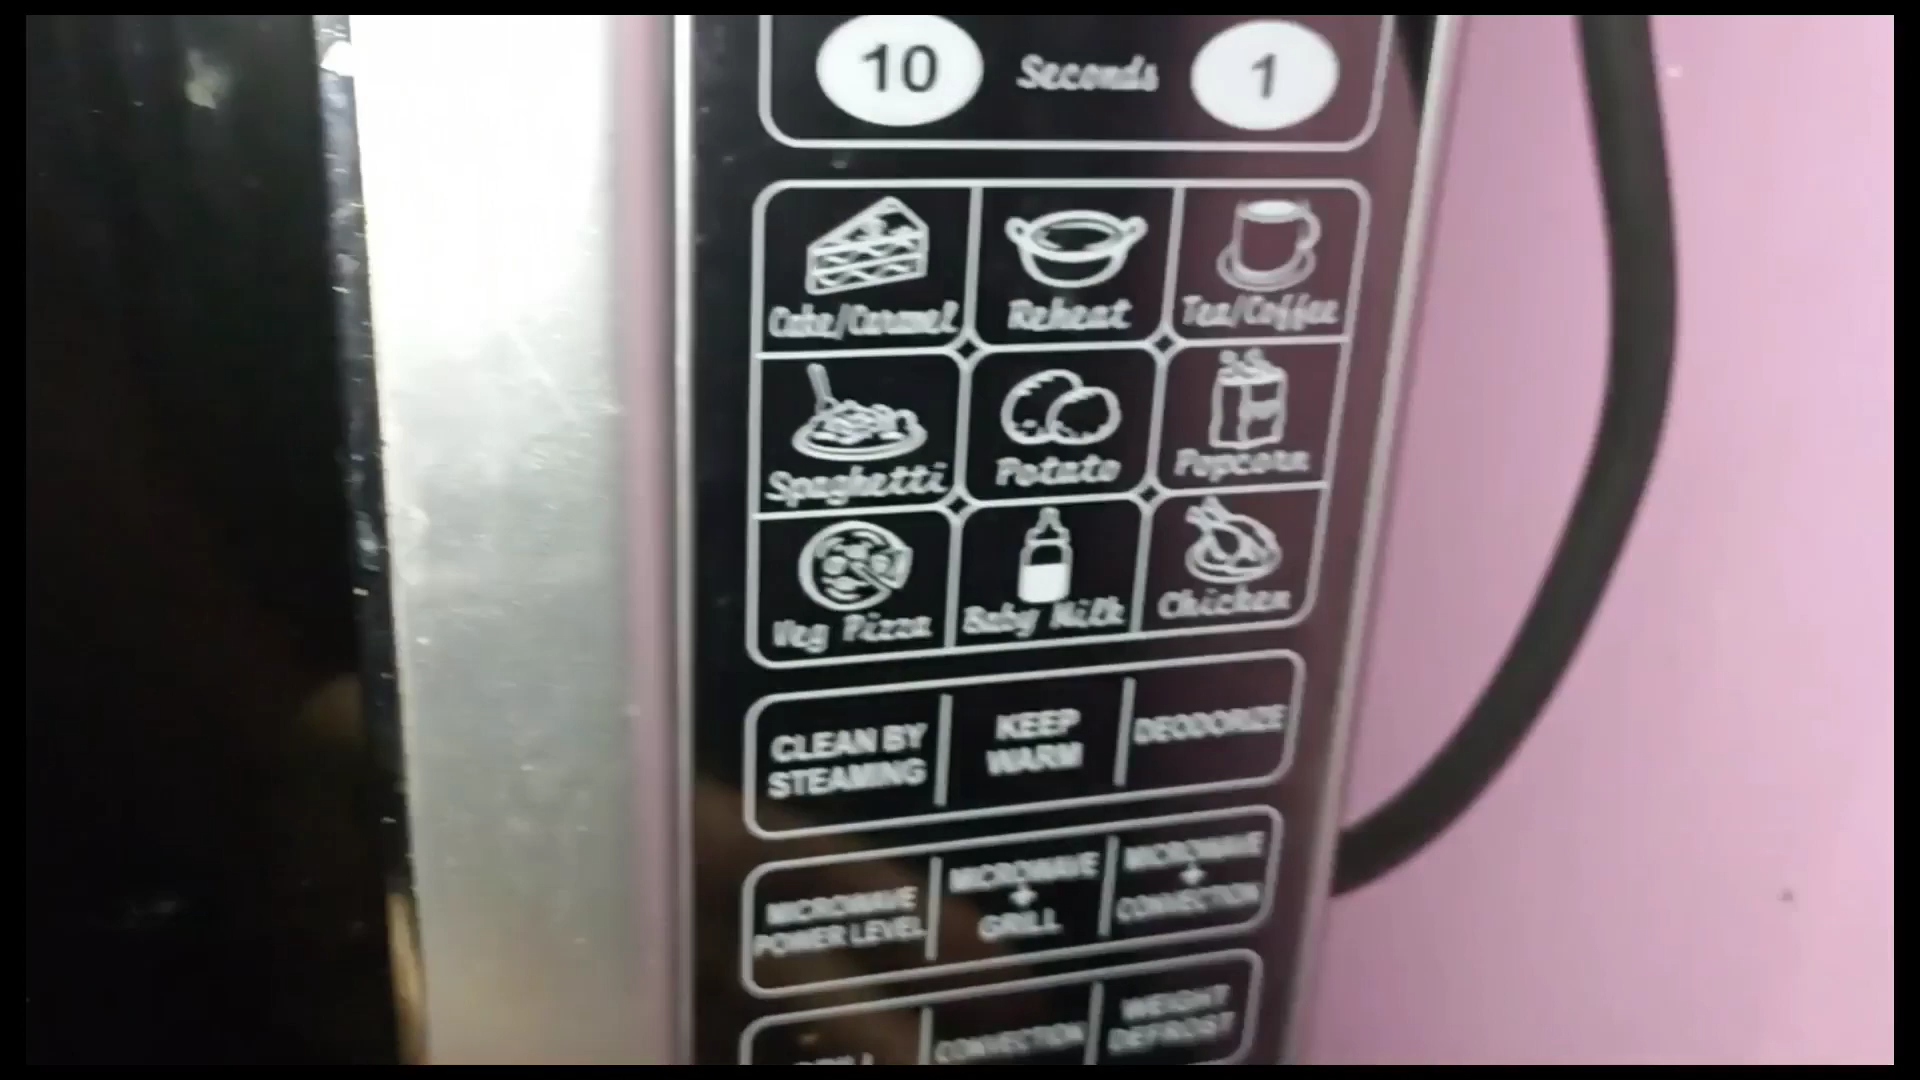 10 Seconds 1
Cake/Caramel Reheat Tea/Coffee
Spaghetti Potato Popcorn
Veg Pizza Baby Milk Chicken
CLEAN BY
STEAMING
KEEP
WARM
DEODORIZE
MICROWAVE
POWER LEVEL
MICROWAVE
+
GRILL
MICROWAVE
+
CONVECTION
CONVECTION
WEIGHT
DEFROST